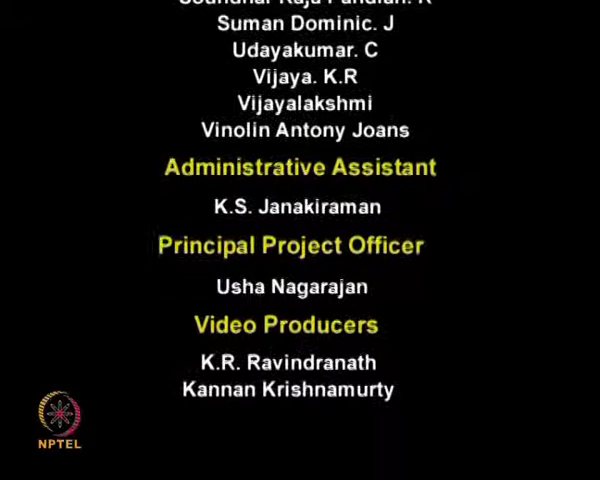 Suman Dominic. J
Udayakumar. C
Vijaya. K.R
Vijayalakshmi
Vinolin Antony Joans
Administrative Assistant
K.S. Janakiraman
Principal Project Officer
Usha Nagarajan
Video Producers
K.R. Ravindranath
Kannan Krishnamurty
NPTEL